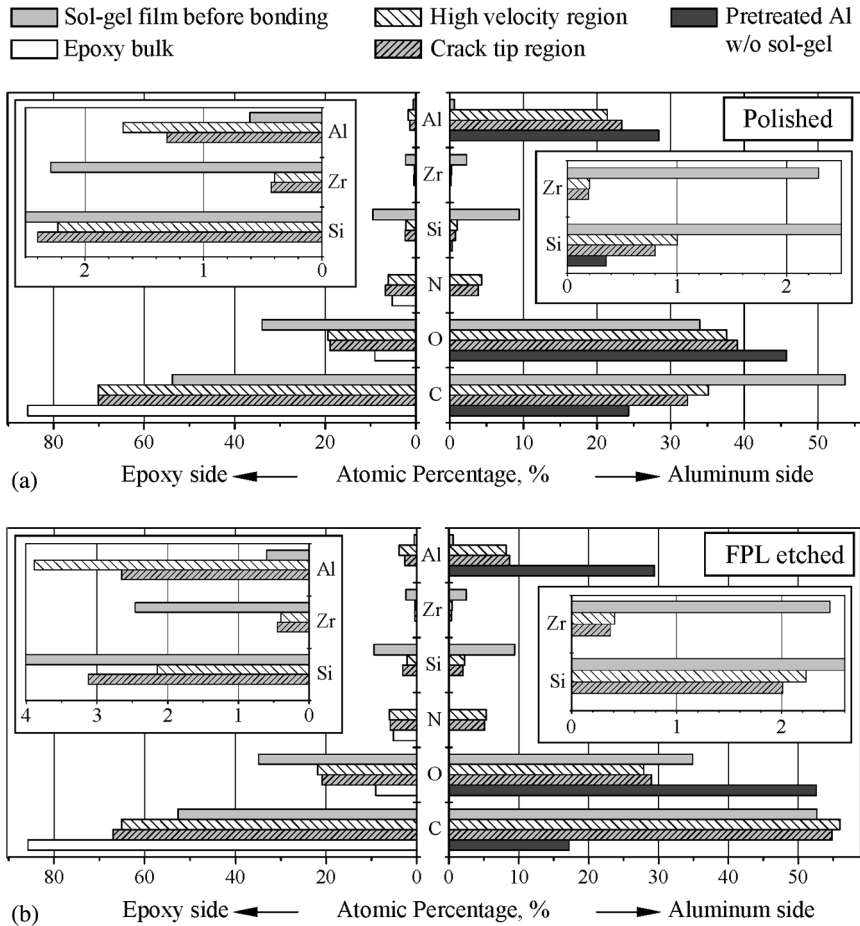 Sol-gel film before bonding
High velocity region
Pretreated Al
Epoxy bulk
Crack tip region
w/o sol-gel
Al
Zr
Si
2 1 0
Al
Zr
Si
N
O
C
Polished
Zr
Si
0 1 2
80 60 40 20 0
0 10 20 30 40 50
Epoxy side
Atomic Percentage, %
Aluminum side
(a)
Al
Zr
Si
4 3 2 1 0
Al
Zr
Si
N
O
C
FPL etched
Zr
Si
0 1 2
80 60 40 20 0
0 10 20 30 40 50
Epoxy side
Atomic Percentage, %
Aluminum side
(b)